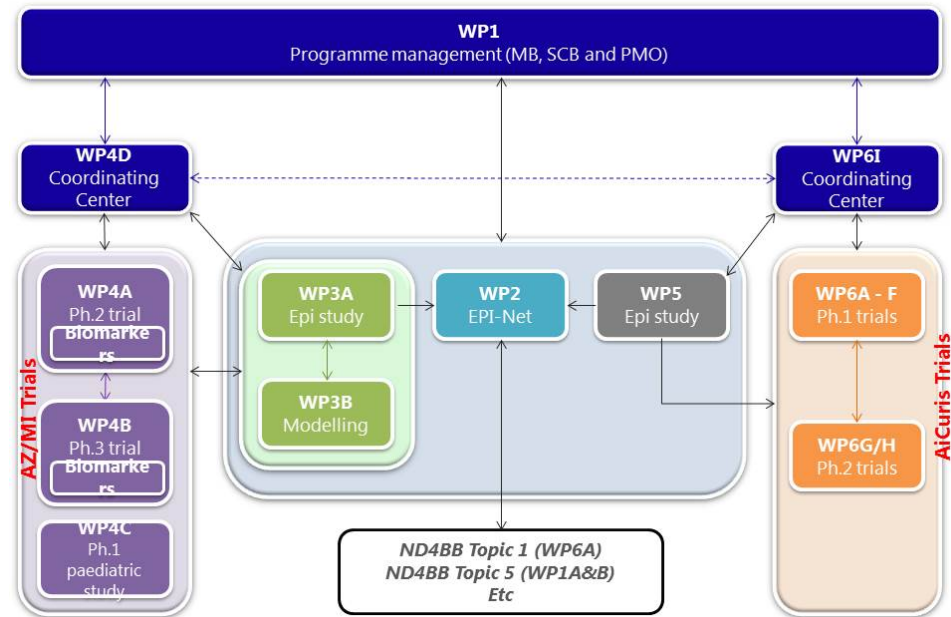 WP1
Programme management (MB, SCB and PMO)
WP4D
Coordinating
Center
WP6I
Coordinating
Center
AZ/MI Trials
WP4A
Ph.2 trial
Biomarke
rs
WP4B
Ph.3 trial
Biomarke
rs
WP4C
Ph.1
paediatric
study
WP3A
Epi study
WP3B
Modelling
WP2
EPI-Net
WP5
Epi study
WP6A - F
Ph.1 trials
WP6G/H
Ph.2 trials
AiCuris Trials
ND4BB Topic 1 (WP6A)
ND4BB Topic 5 (WP1A&B)
Etc